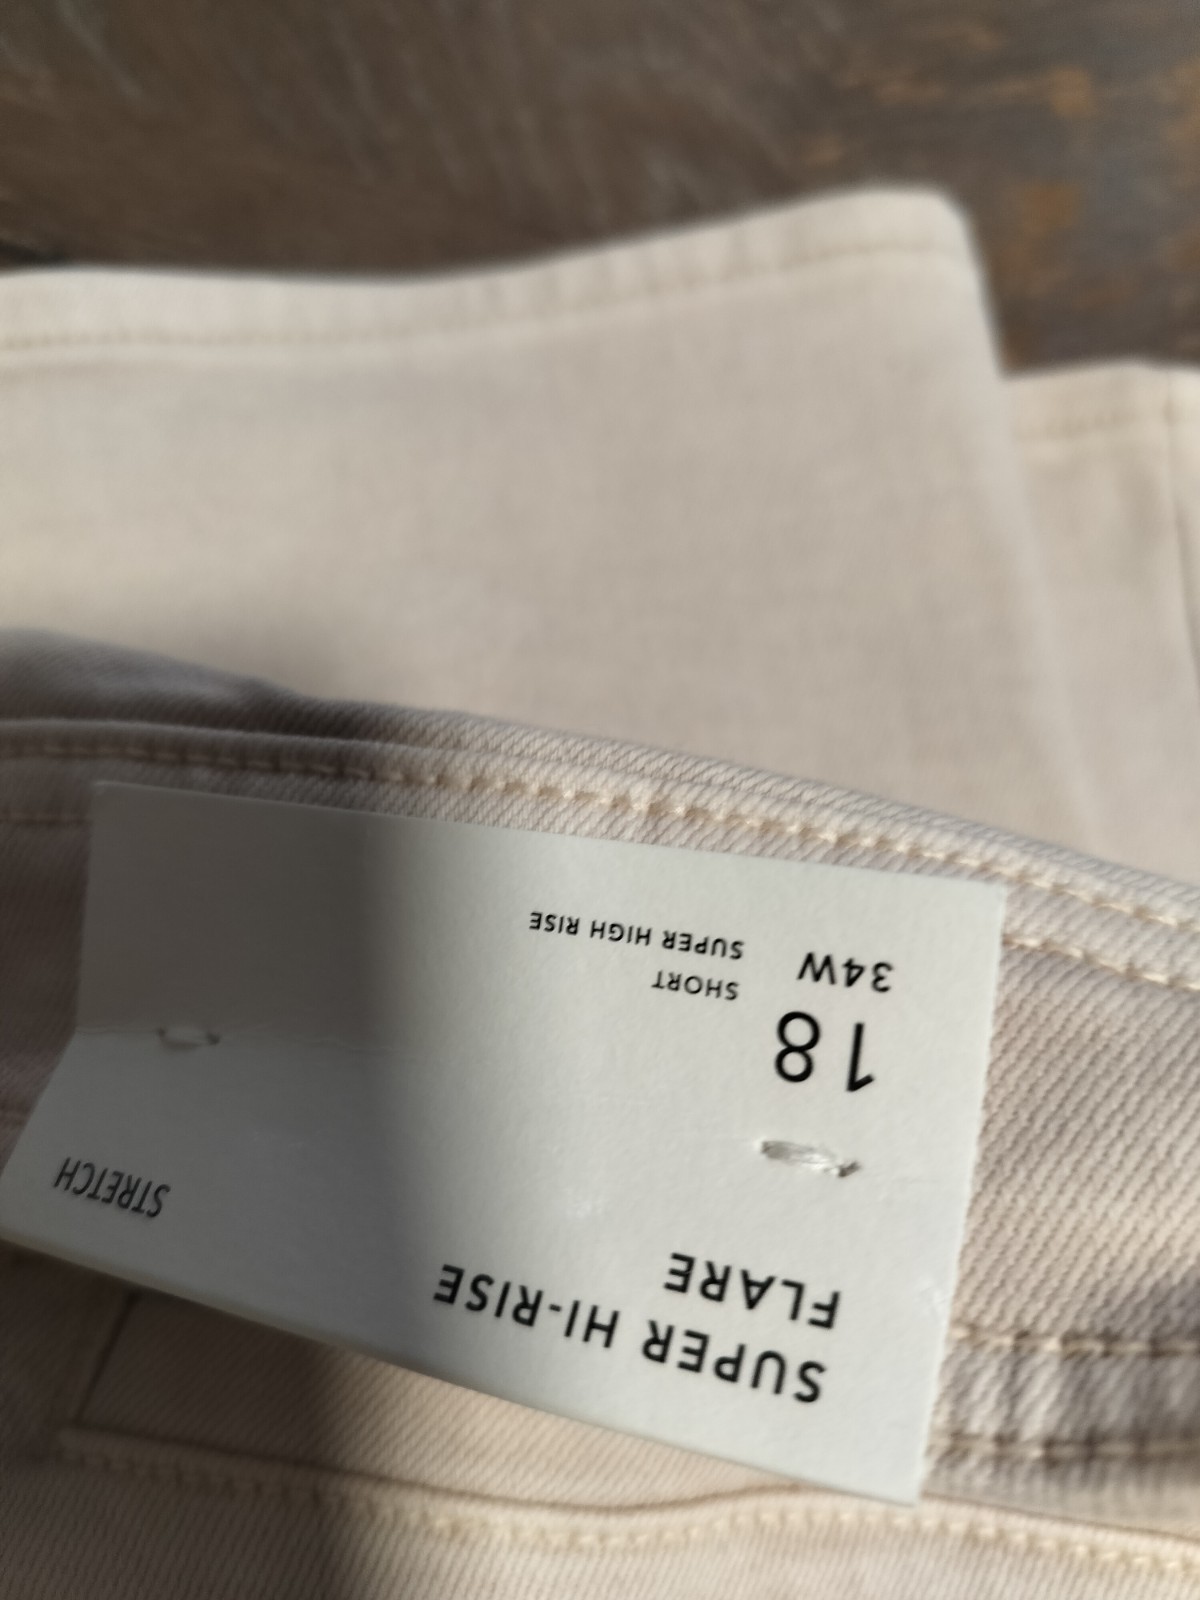 SUPER HI-RISE
FLARE
STRETCH
18
SHORT
34W
SUPER HIGH RISE